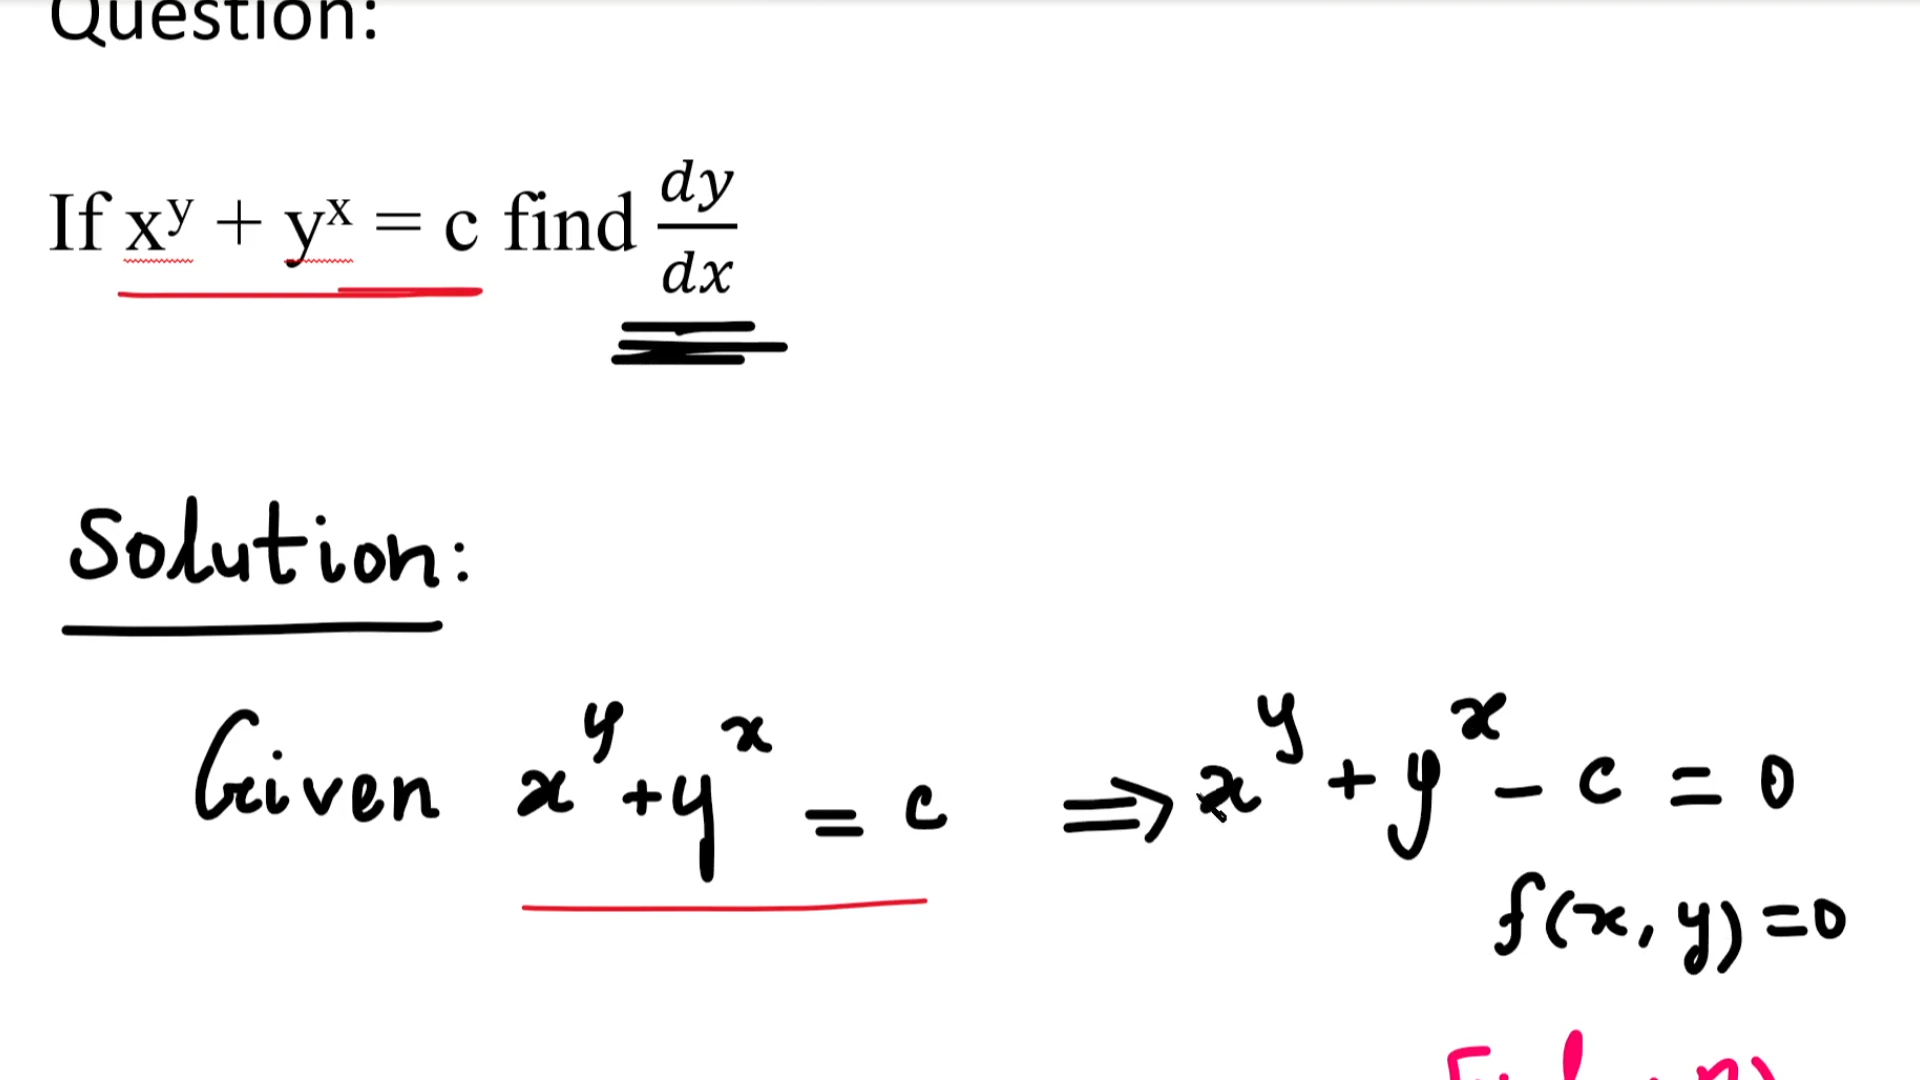 Question:
If xʸ + yˣ = c find dy/dx
Solution:
Given xʸ + yˣ = c ⇒ xʸ + yˣ - c = 0
f(x, y) = 0